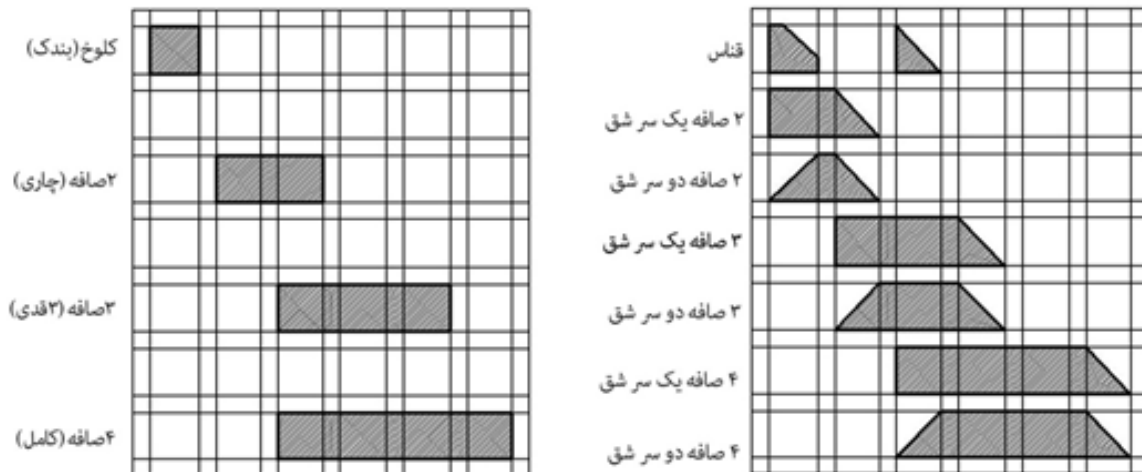 قناس
۲ صافه یک سر شق
۲ صافه دو سر شق
۳ صافه یک سر شق
۳ صافه دو سر شق
۴ صافه یک سر شق
۴ صافه دو سر شق
کلوخ(بندک)
۲صافه (چاری)
۳صافه (۳قدی)
۴صافه (کامل)